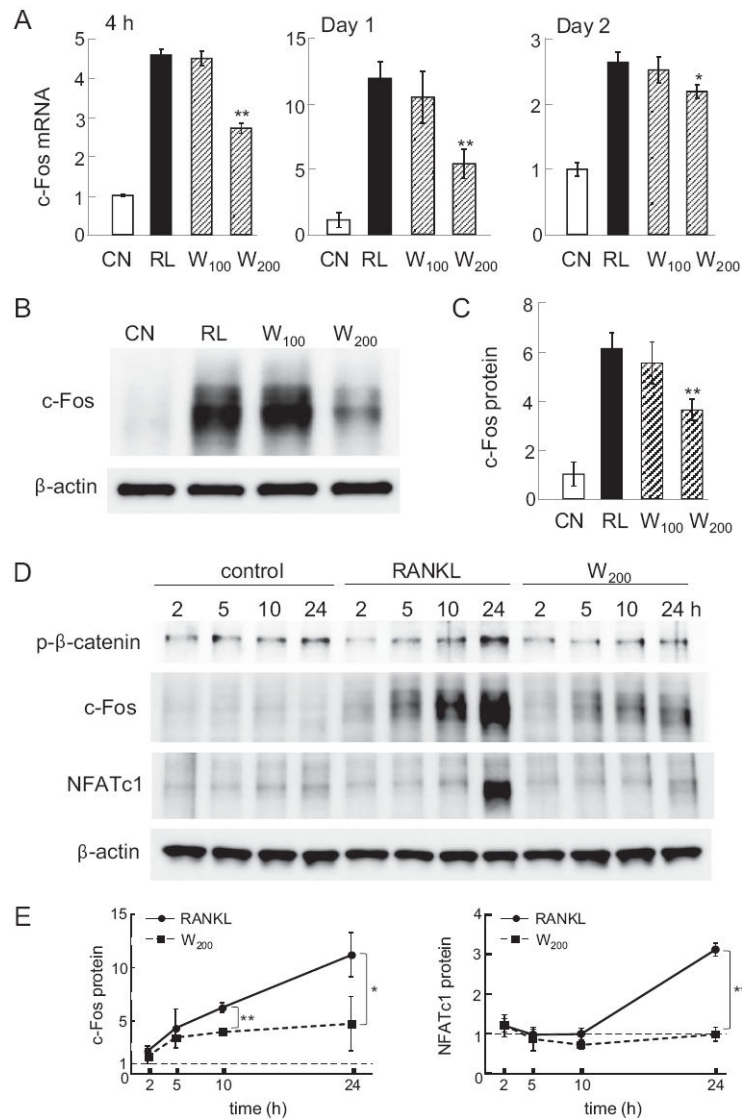 A
4 h
Day 1
Day 2
c-Fos mRNA
5
4
3
2
1
0
15
10
5
0
3
2
1
0
**
**
*
CN RL W100 W200
CN RL W100 W200
CN RL W100 W200
B
CN RL W100 W200
c-Fos
β-actin
C
c-Fos protein
8
6
4
2
0
**
CN RL W100 W200
D
control RANKL W200
2 5 10 24 2 5 10 24 2 5 10 24 h
p-β-catenin
c-Fos
NFATc1
β-actin
E
c-Fos protein
15
10
5
1
0
RANKL
W200
**
*
2 5 10 24
time (h)
NFATc1 protein
4
3
2
1
0
RANKL
W200
**
2 5 10 24
time (h)